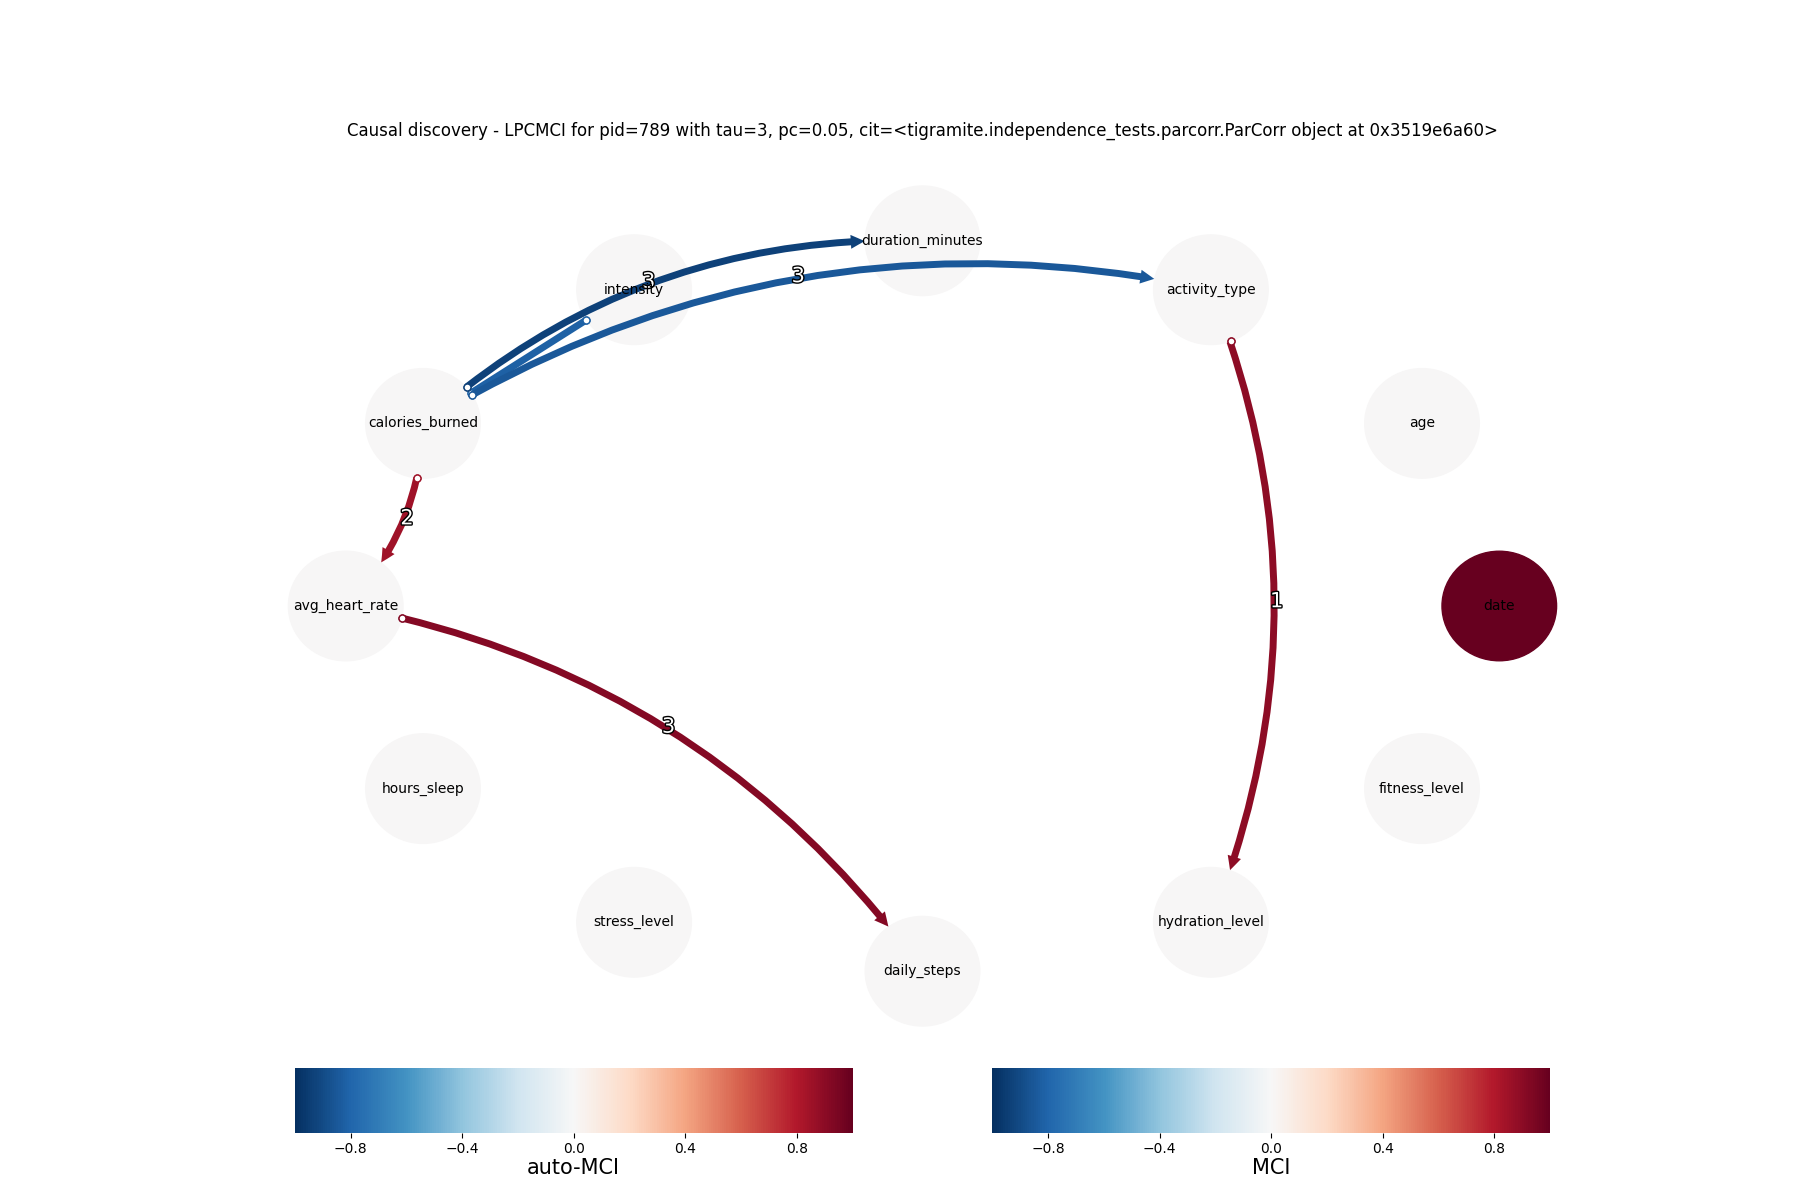 Causal discovery - LPCMCI for pid=789 with tau=3, pc=0.05, cit=<tigramite.independence_tests.parcorr.ParCorr object at 0x3519e6a60>
duration_minutes
3
3
intensity
activity_type
calories_burned
age
2
1
avg_heart_rate
date
3
hours_sleep
fitness_level
stress_level
hydration_level
daily_steps
−0.8 −0.4 0.0 0.4 0.8
auto-MCI
−0.8 −0.4 0.0 0.4 0.8
MCI